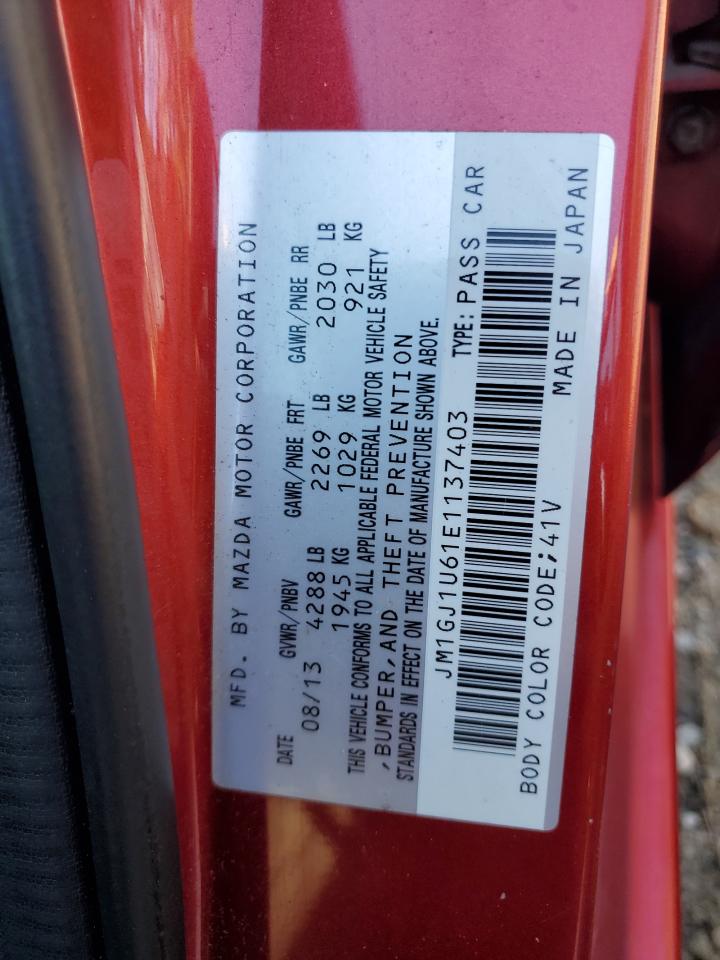 MFD. BY MAZDA MOTOR CORPORATION
DATE GVWR/PNBV GAWR/PNBE FRT GAWR/PNBE RR
08/13 4288 LB 2269 LB 2030 LB
1945 KG 1029 KG 921 KG
THIS VEHICLE CONFORMS TO ALL APPLICABLE FEDERAL MOTOR VEHICLE SAFETY
,BUMPER,AND THEFT PREVENTION
STANDARDS IN EFFECT ON THE DATE OF MANUFACTURE SHOWN ABOVE.
JM1GJ1U61E1137403 TYPE: PASS CAR
BODY COLOR CODE;41V MADE IN JAPAN